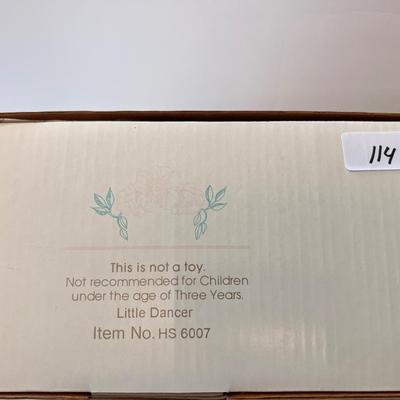 114
This is not a toy.
Not recommended for Children
under the age of Three Years.
Little Dancer
Item No. HS 6007